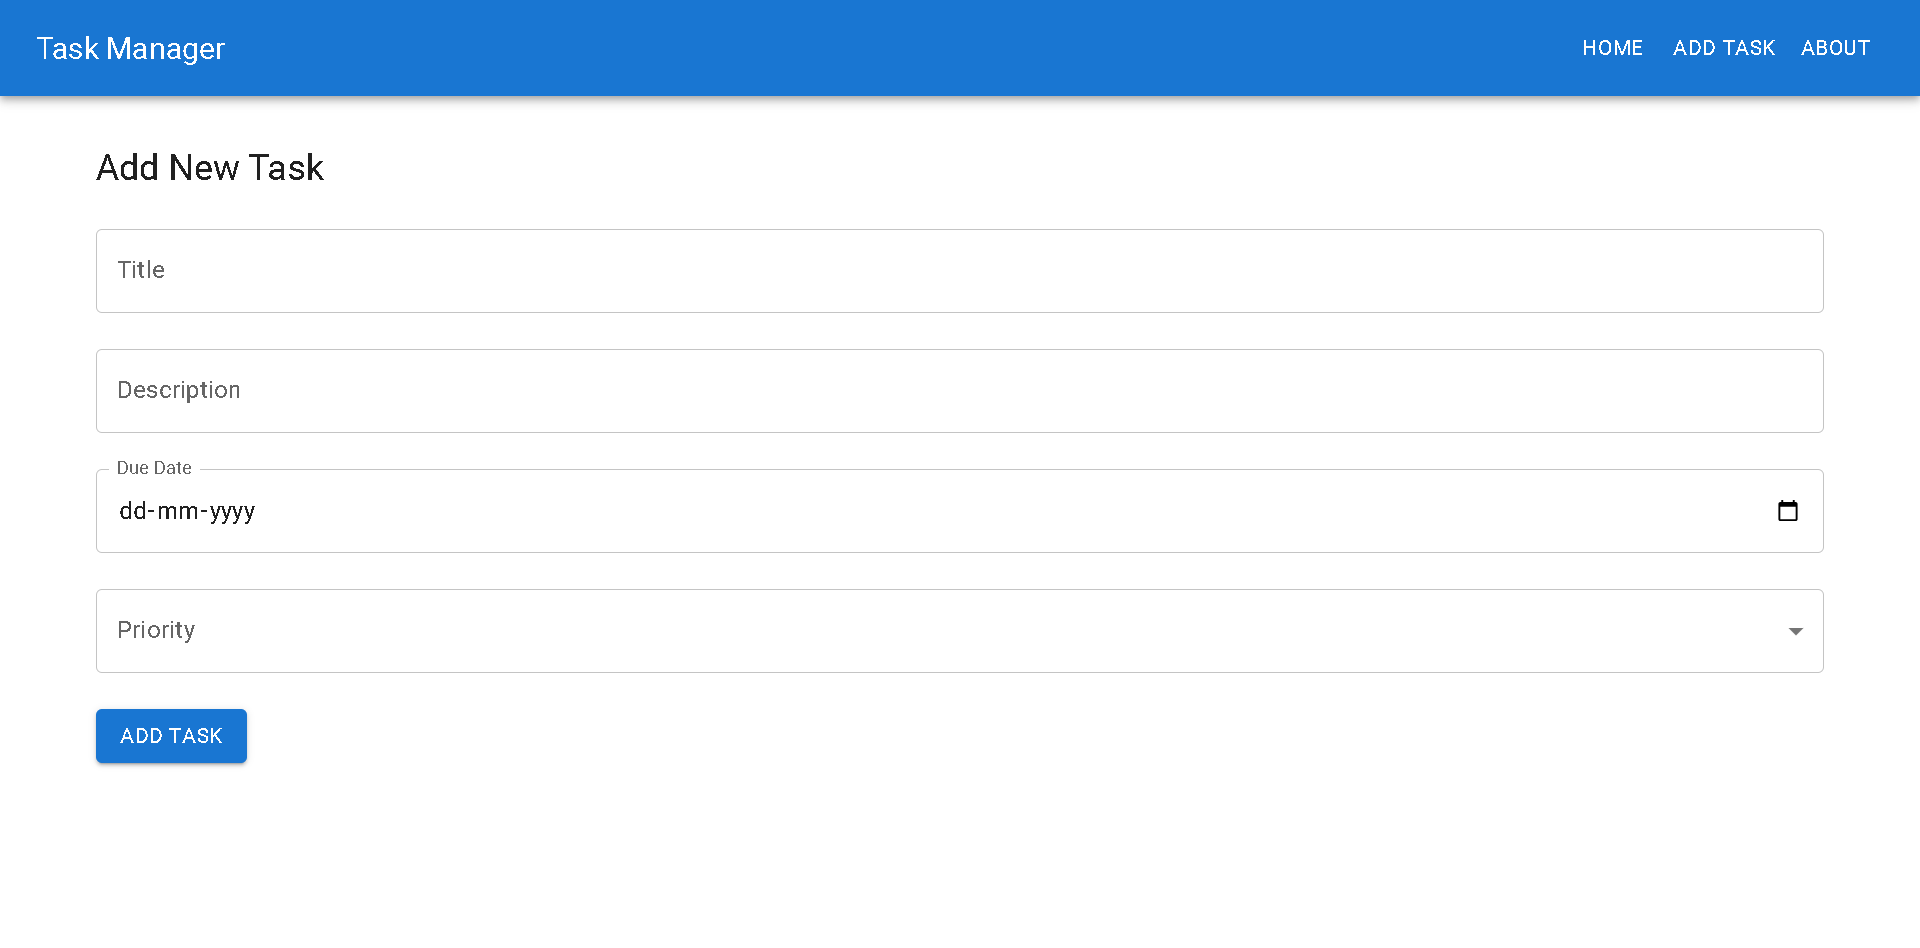 Task Manager
HOME ADD TASK ABOUT
Add New Task
Title
Description
Due Date
dd-mm-yyyy
Priority
ADD TASK